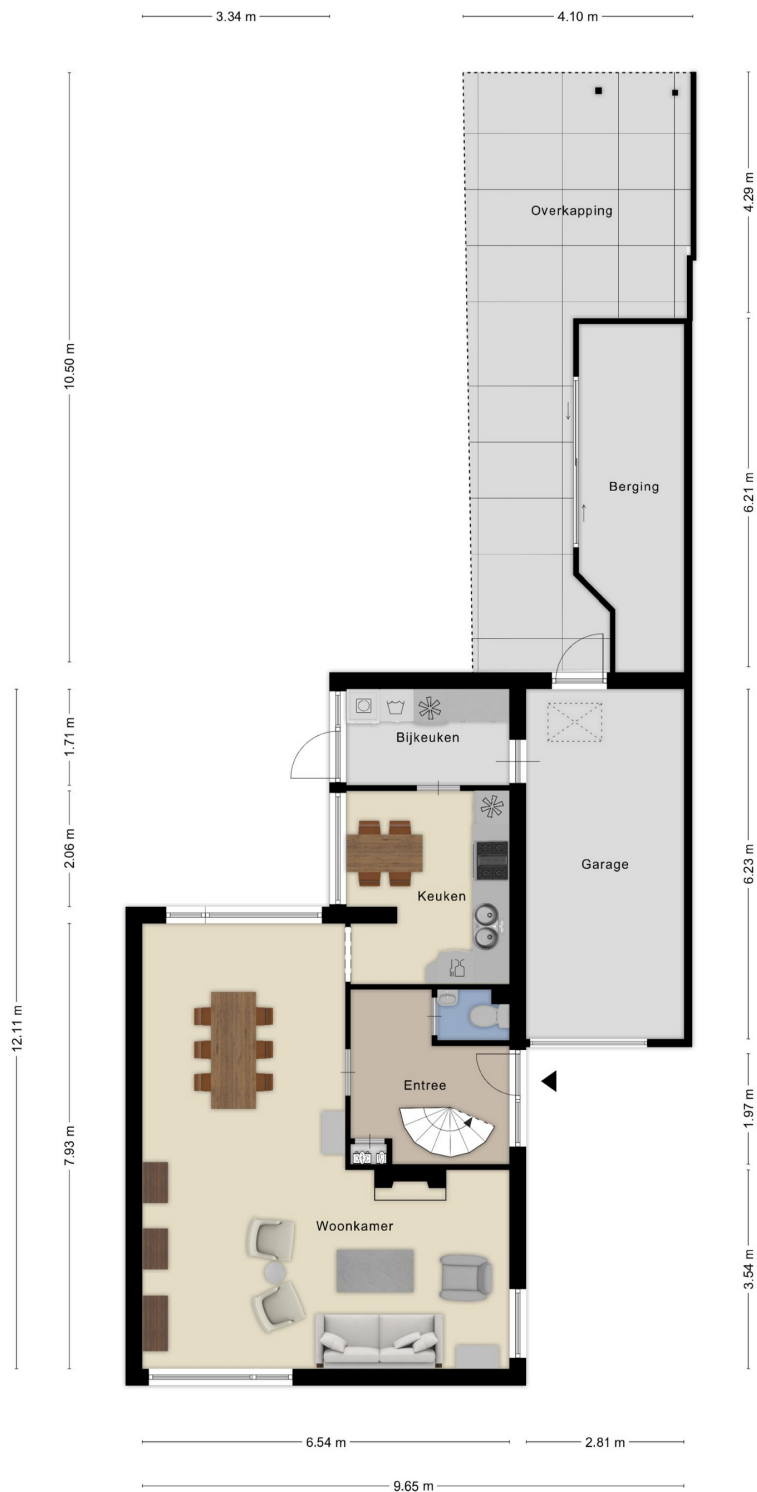 3.34 m
4.10 m
4.29 m
Overkapping
10.50 m
6.21 m
Berging
1.71 m
Bijkeuken
2.06 m
6.23 m
Garage
Keuken
12.11 m
Entree
1.97 m
7.93 m
Woonkamer
3.54 m
6.54 m
2.81 m
9.65 m